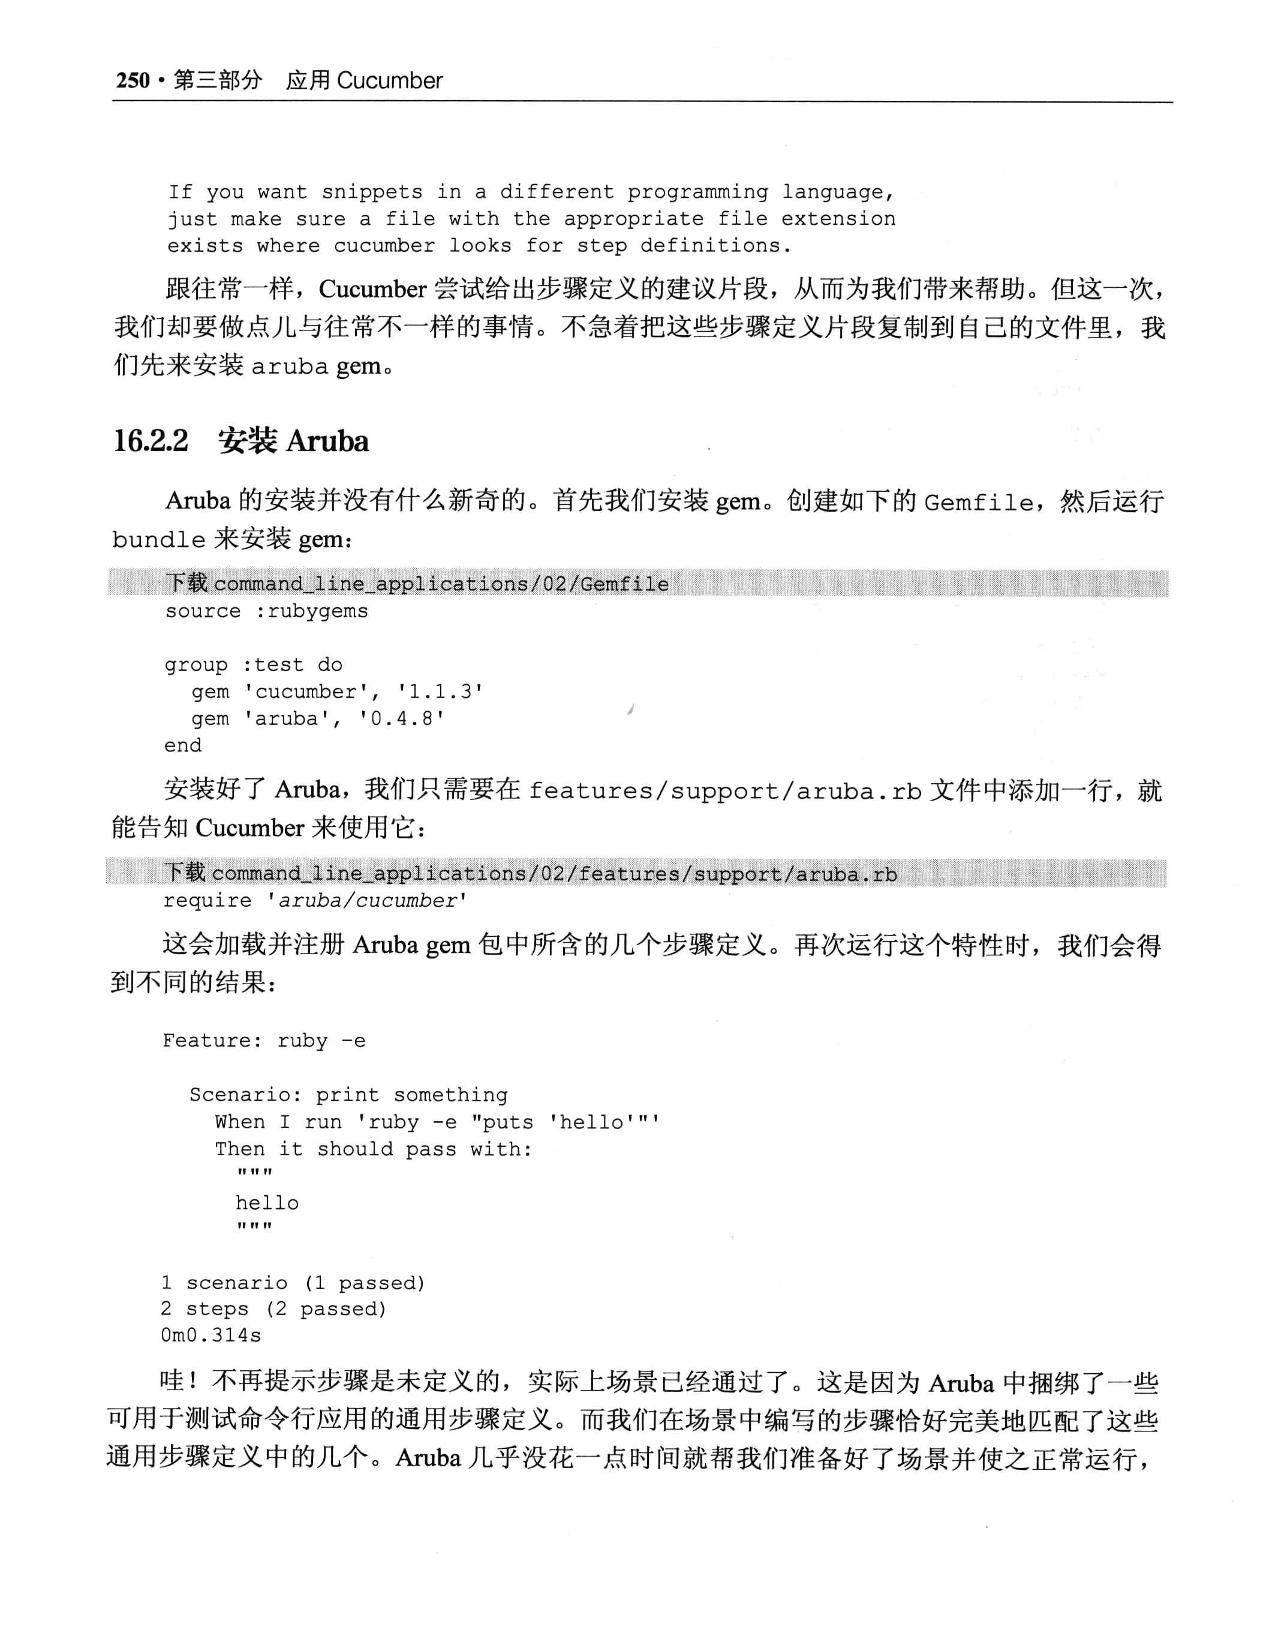 250 · 第三部分　应用 Cucumber
If you want snippets in a different programming language,
just make sure a file with the appropriate file extension
exists where cucumber looks for step definitions.
跟往常一样，Cucumber 尝试给出步骤定义的建议片段，从而为我们带来帮助。但这一次，
我们却要做点儿与往常不一样的事情。不急着把这些步骤定义片段复制到自己的文件里，我
们先来安装 aruba gem。
16.2.2　安装 Aruba
Aruba 的安装并没有什么新奇的。首先我们安装 gem。创建如下的 Gemfile，然后运行
bundle 来安装 gem：
下载 command_line_applications/02/Gemfile
source :rubygems
group :test do
  gem 'cucumber', '1.1.3'
  gem 'aruba', '0.4.8'
end
安装好了 Aruba，我们只需要在 features/support/aruba.rb 文件中添加一行，就
能告知 Cucumber 来使用它：
下载 command_line_applications/02/features/support/aruba.rb
require 'aruba/cucumber'
这会加载并注册 Aruba gem 包中所含的几个步骤定义。再次运行这个特性时，我们会得
到不同的结果：
Feature: ruby -e
  Scenario: print something
    When I run 'ruby -e "puts 'hello'"'
    Then it should pass with:
      """
      hello
      """
1 scenario (1 passed)
2 steps (2 passed)
0m0.314s
哇！不再提示步骤是未定义的，实际上场景已经通过了。这是因为 Aruba 中捆绑了一些
可用于测试命令行应用的通用步骤定义。而我们在场景中编写的步骤恰好完美地匹配了这些
通用步骤定义中的几个。Aruba 几乎没花一点时间就帮我们准备好了场景并使之正常运行，